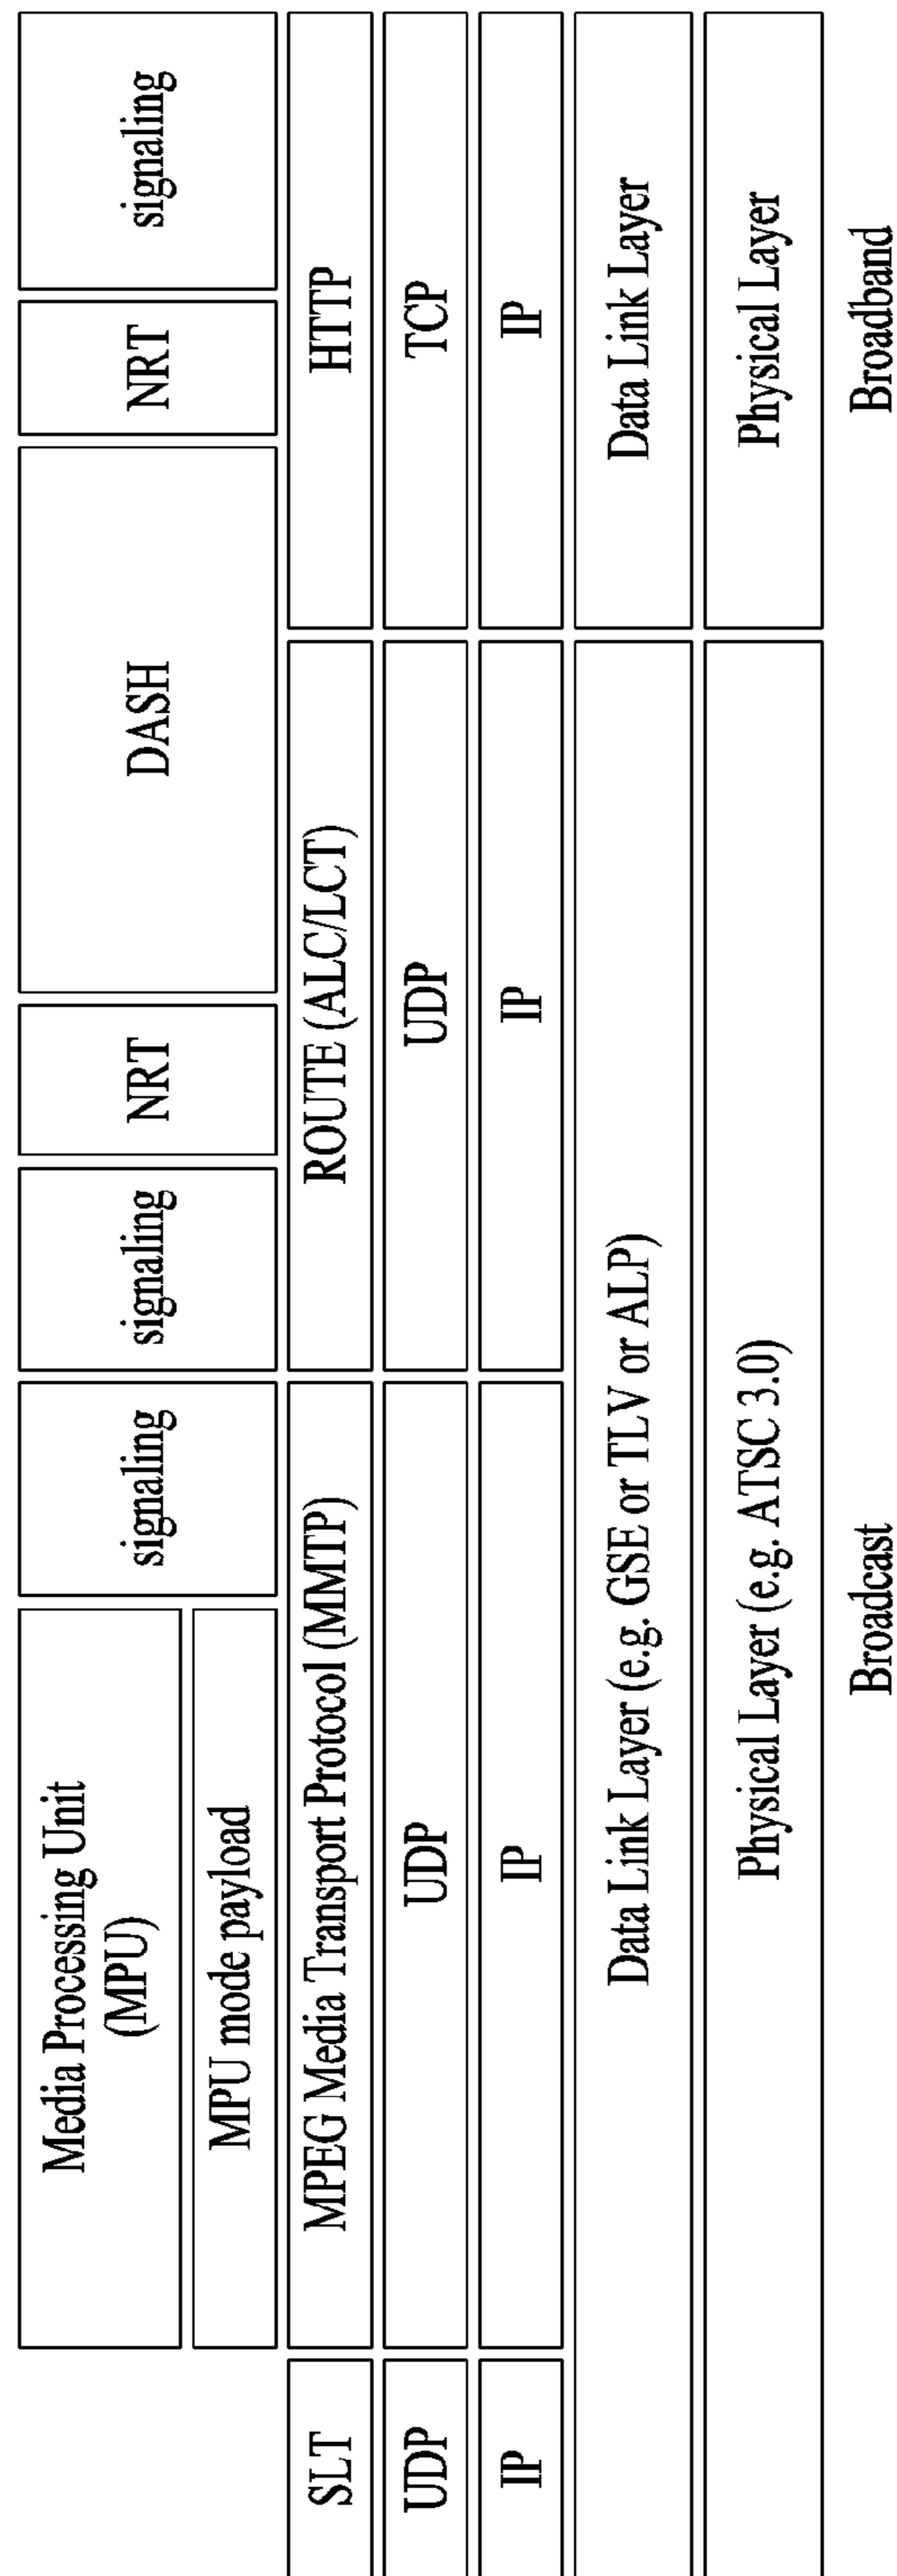 Media Processing Unit
(MPU)
signaling
signaling
NRT
DASH
NRT
signaling
MPU mode payload
SLT
MPEG Media Transport Protocol (MMTP)
ROUTE (ALC/LCT)
HTTP
UDP
UDP
UDP
TCP
IP
IP
IP
IP
Data Link Layer (e.g. GSE or TLV or ALP)
Data Link Layer
Physical Layer (e.g. ATSC 3.0)
Physical Layer
Broadcast
Broadband